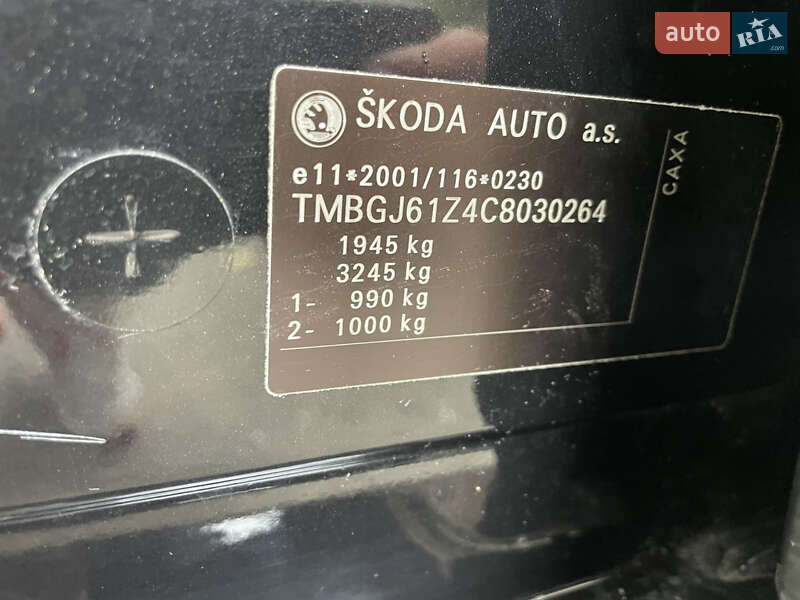 auto RIA .com
ŠKODA AUTO a.s.
e11*2001/116*0230
TMBGJ61Z4C8030264
1945 kg
3245 kg
1- 990 kg
2- 1000 kg
CAXA